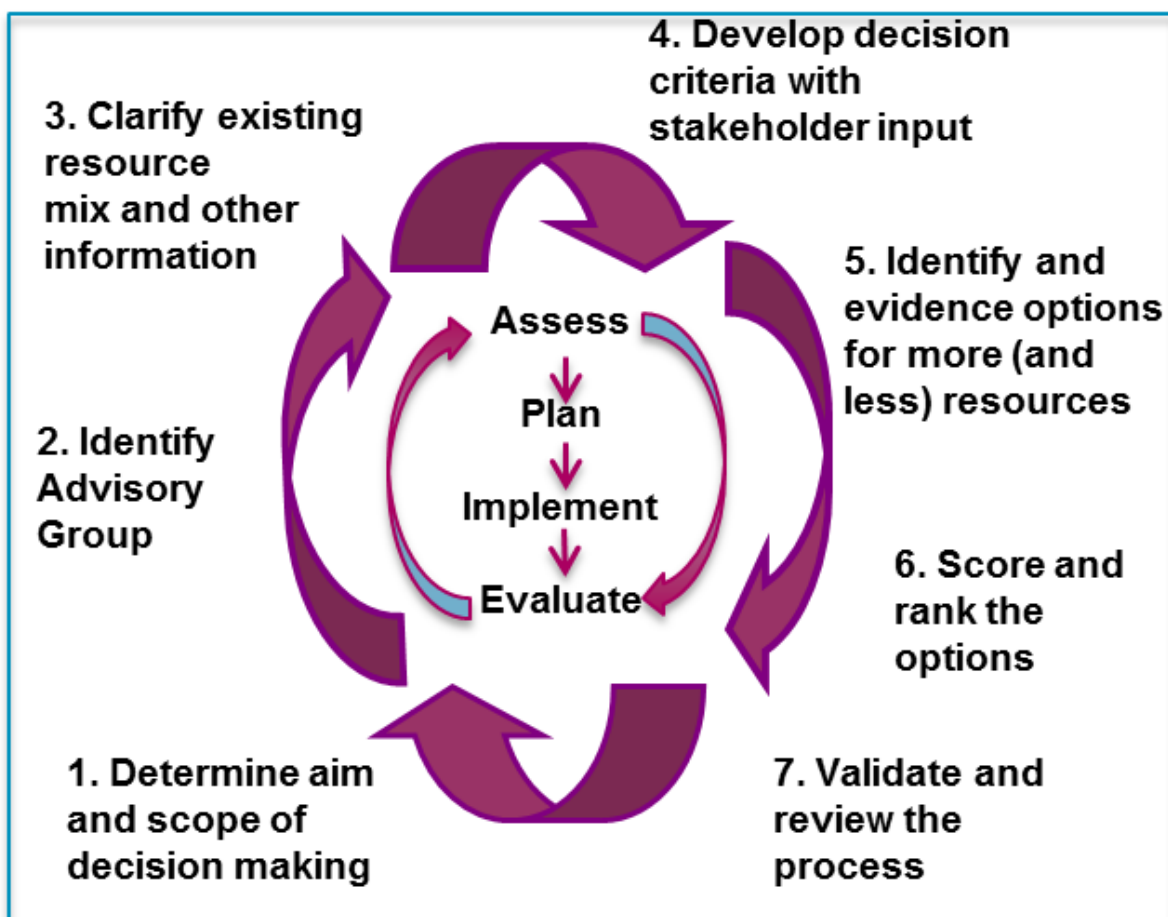 1. Determine aim
and scope of
decision making
2. Identify
Advisory
Group
3. Clarify existing
resource
mix and other
information
4. Develop decision
criteria with
stakeholder input
5. Identify and
evidence options
for more (and
less) resources
6. Score and
rank the
options
7. Validate and
review the
process
Assess
Plan
Implement
Evaluate